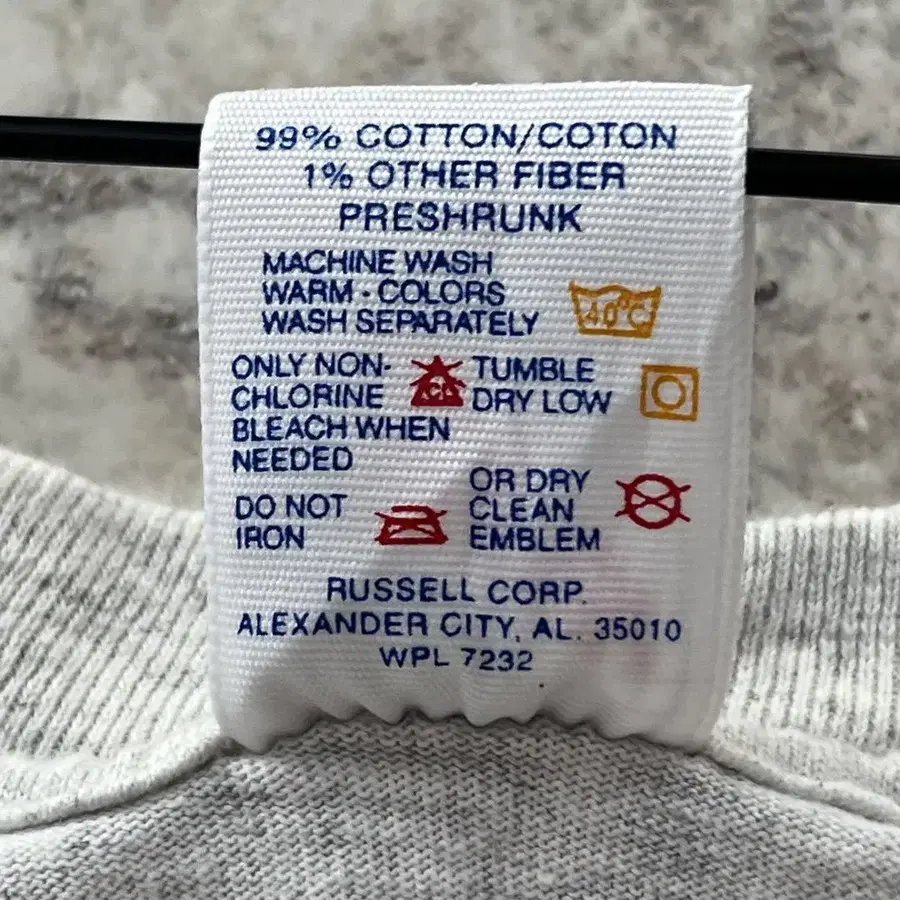 99% COTTON/COTON
1% OTHER FIBER
PRESHRUNK
MACHINE WASH
WARM - COLORS
WASH SEPARATELY
40°C
ONLY NON-
CHLORINE
BLEACH WHEN
NEEDED
CL
TUMBLE
DRY LOW
DO NOT
IRON
OR DRY
CLEAN
EMBLEM
RUSSELL CORP.
ALEXANDER CITY, AL. 35010
WPL 7232